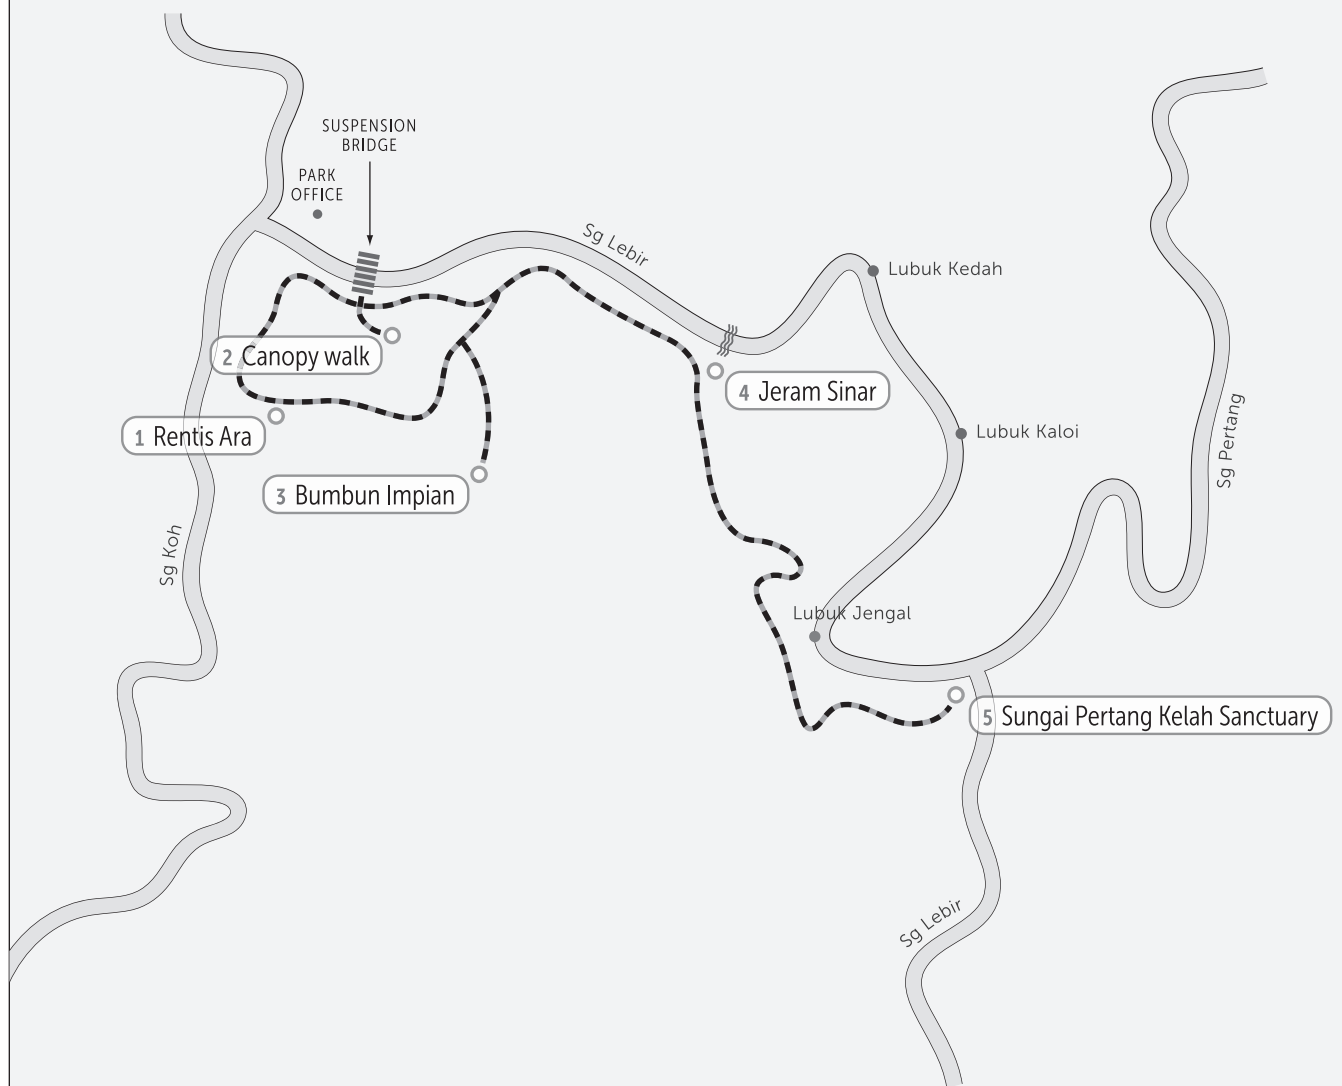 SUSPENSION
BRIDGE
PARK
OFFICE
Sg Lebir
Lubuk Kedah
2 Canopy walk
4 Jeram Sinar
1 Rentis Ara
Lubuk Kaloi
Sg Pertang
3 Bumbun Impian
Sg Koh
Lubuk Jengal
5 Sungai Pertang Kelah Sanctuary
Sg Lebir